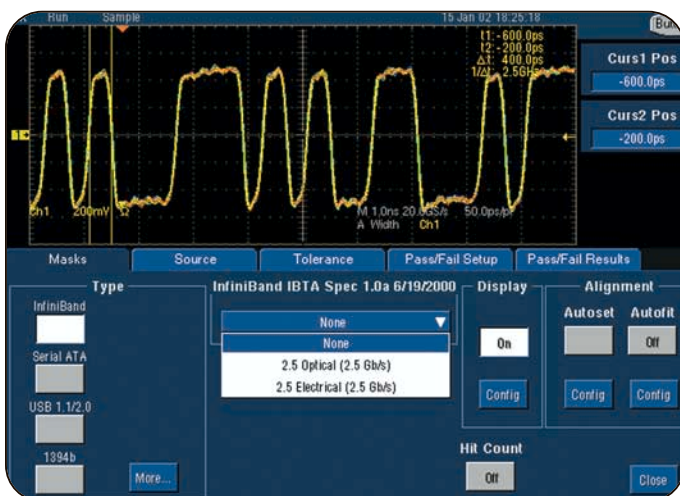 Run Sample 15 Jan 02 18:25:18
t1: -600.0ps
t2: -200.0ps
Δt: 400.0ps
1/Δt: 2.5GHz
Curs1 Pos
-600.0ps
Curs2 Pos
-200.0ps
Ch1 200mV Ω
M 1.0ns 20.0GS/s 50.0ps/pt
A Width Ch1
Masks Source Tolerance Pass/Fail Setup Pass/Fail Results
Type
InfiniBand
Serial ATA
USB 1.1/2.0
1394b
More...
InfiniBand IBTA Spec 1.0a 6/19/2000
None
None
2.5 Optical (2.5 Gb/s)
2.5 Electrical (2.5 Gb/s)
Display
On
Config
Alignment
Autoset Autofit
Off
Config Config
Hit Count
Off
Close